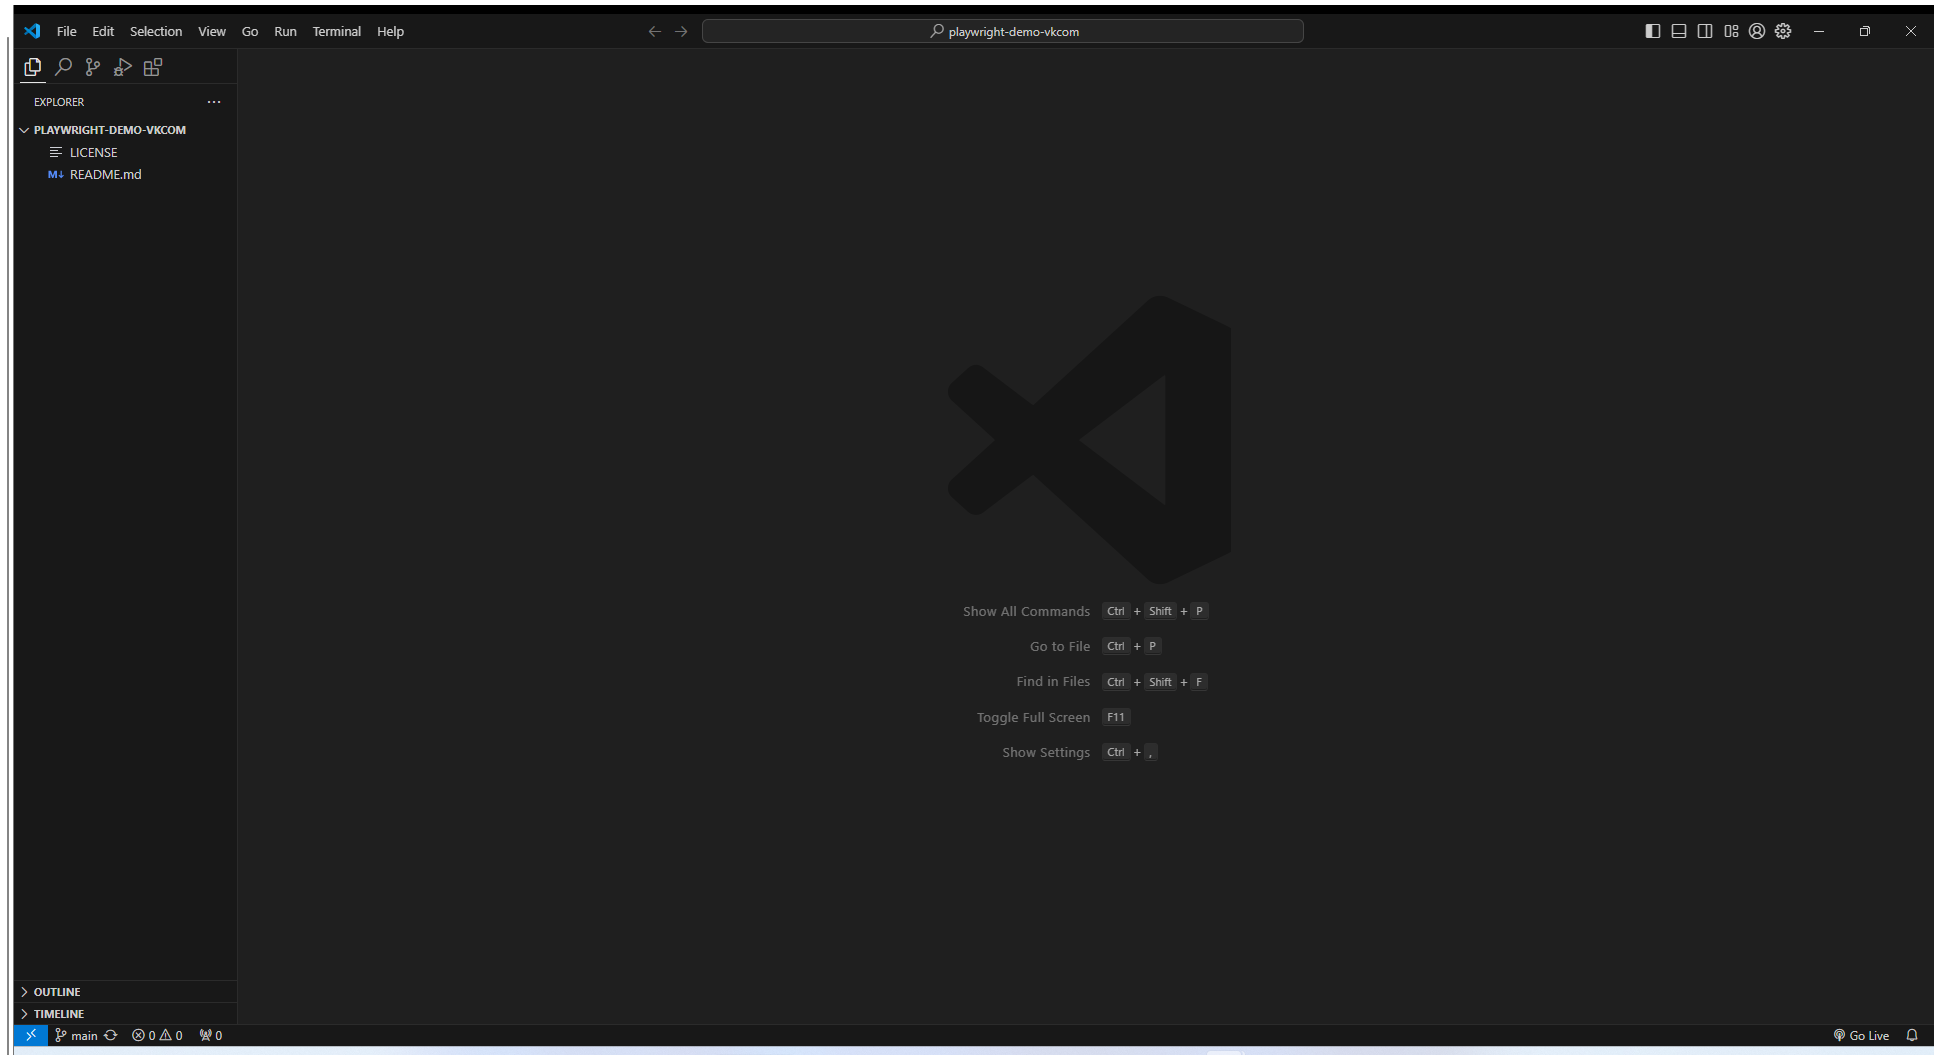 File Edit Selection View Go Run Terminal Help
playwright-demo-vkcom
EXPLORER
PLAYWRIGHT-DEMO-VKCOM
LICENSE
M↓ README.md
Show All Commands Ctrl + Shift + P
Go to File Ctrl + P
Find in Files Ctrl + Shift + F
Toggle Full Screen F11
Show Settings Ctrl + ,
OUTLINE
TIMELINE
main 0 0 0 Go Live